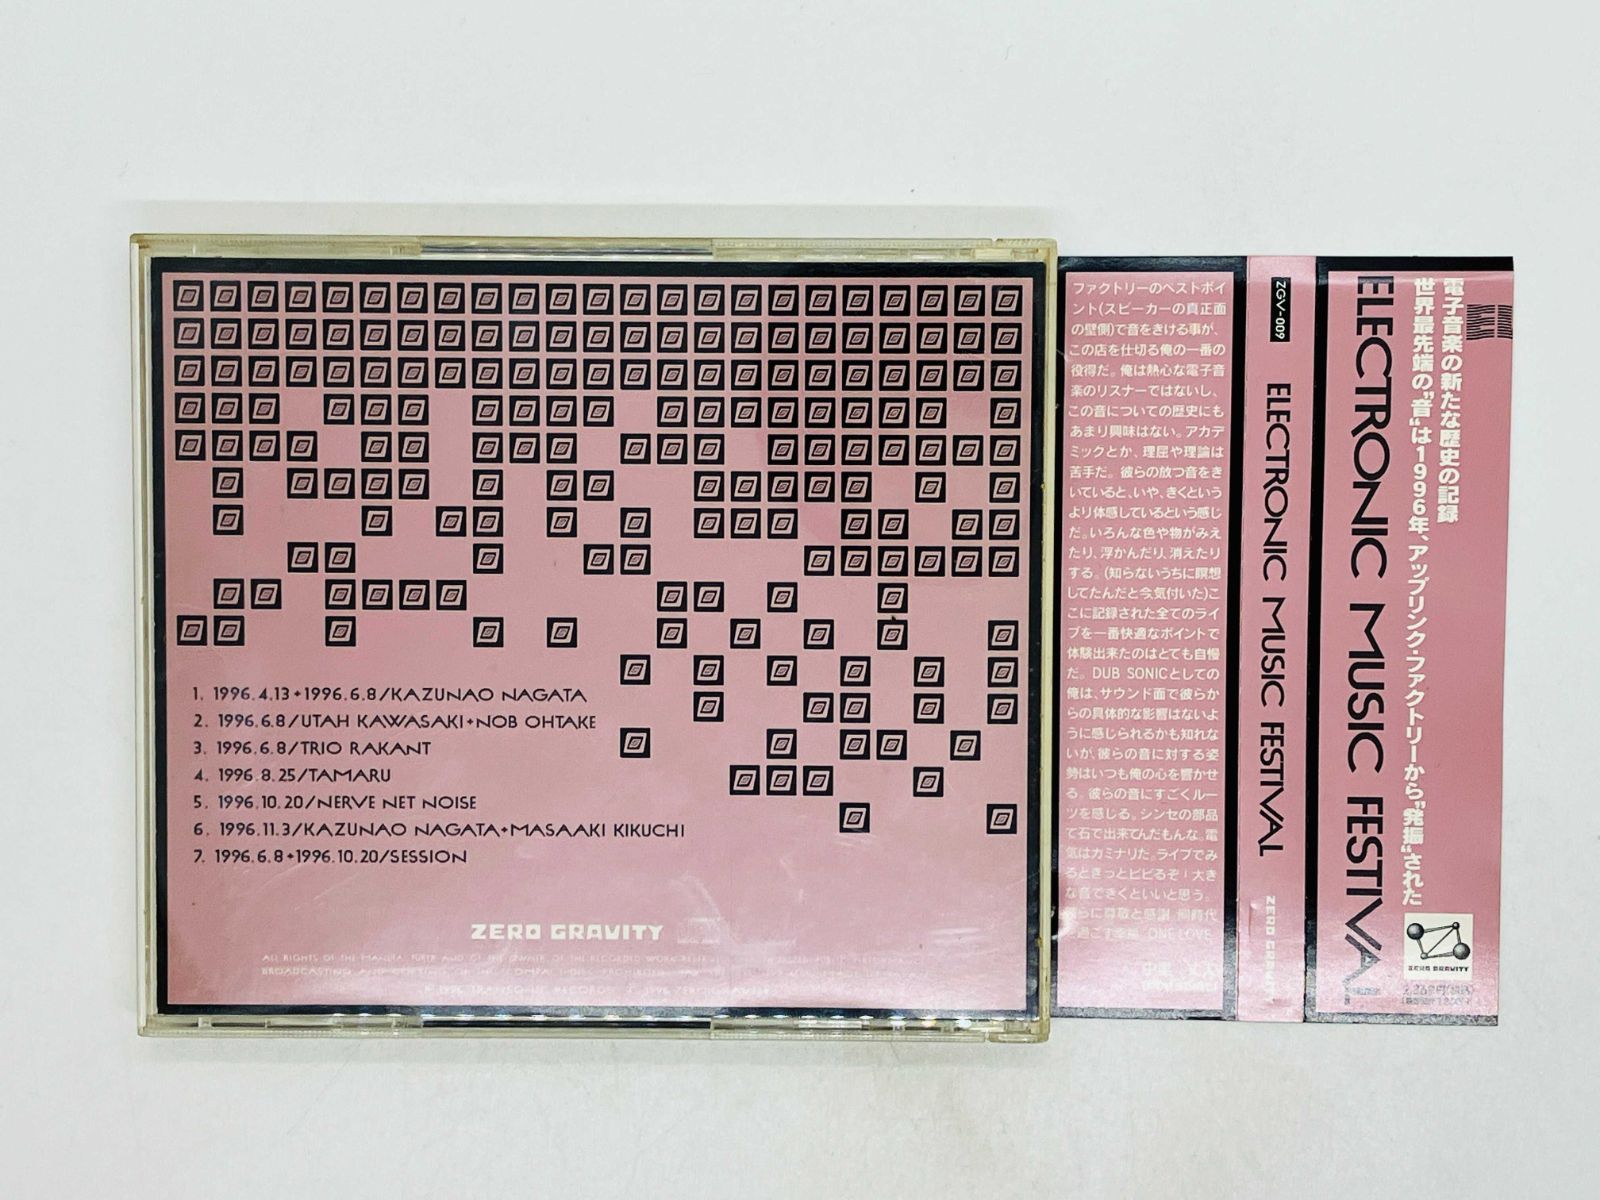 1. 1996.4.13+1996.6.8/KAZUNAO NAGATA
2. 1996.6.8/UTAH KAWASAKI+NOB OHTAKE
3. 1996.6.8/TRIO RAKANT
4. 1996.8.25/TAMARU
5. 1996.10.20/NERVE NET NOISE
6. 1996.11.3/KAZUNAO NAGATA+MASAAKI KIKUCHI
7. 1996.6.8+1996.10.20/SESSION
ZERO GRAVITY
ファクトリーのベストポイ
ント(スピーカーの真正面
の壁側)で音をきける事が、
この店を仕切る俺の一番の
役得だ。俺は熱心な電子音
楽のリスナーではないし、
この音についての歴史にも
あまり興味はない。アカデ
ミックとか、理屈や理論は
苦手だ。彼らの放つ音をき
いていると、いや、きくという
より体感しているという感じ
だ。いろんな色や物がみえ
たり、浮かんだり、消えたり
する。(知らないうちに瞑想
してたんだと今気付いた)こ
こに記録された全てのライ
ブを一番快適なポイントで
体験出来たのはとても自慢
だ。DUB SONICとしての
俺は、サウンド面で彼らか
らの具体的な影響はないよ
うに感じられるかも知れな
いが、彼らの音に対する姿
勢はいつも俺の心を響かせ
る。彼らの音にすごくルー
ツを感じる。シンセの部品
て石で出来てんだもんな。電
気はカミナリだ。ライブでみ
るときっとビビるぞ！大き
な音できくといいと思う。
彼らに尊敬と感謝 同時代
ONE LOVE
ZGV-009
ELECTRONIC MUSIC FESTIVAL
ZERO GRAVITY
電子音楽の新たな歴史の記録
世界最先端の"音"は1996年、アップリンク・ファクトリーから"発掘"された
ELECTRONIC MUSIC FESTIVAL
ZERO GRAVITY